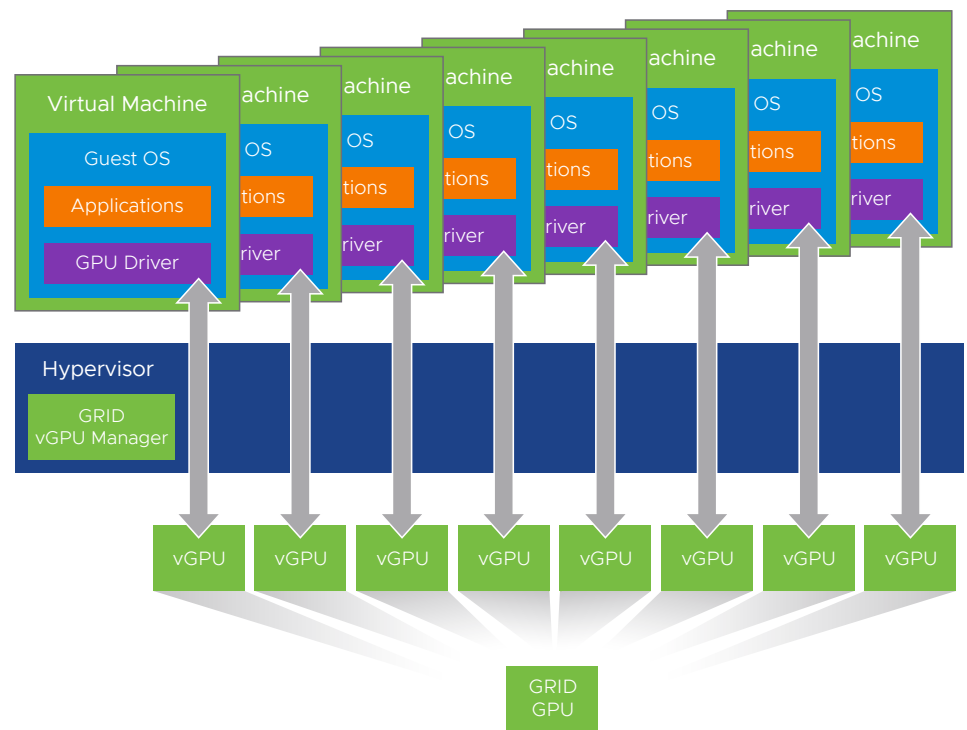 Virtual Machine
Guest OS
Applications
GPU Driver
achine
OS
tions
river
achine
OS
tions
river
achine
OS
tions
river
achine
OS
tions
river
achine
OS
tions
river
achine
OS
tions
river
achine
OS
tions
river
Hypervisor
GRID
vGPU Manager
vGPU vGPU vGPU vGPU vGPU vGPU vGPU vGPU
GRID
GPU